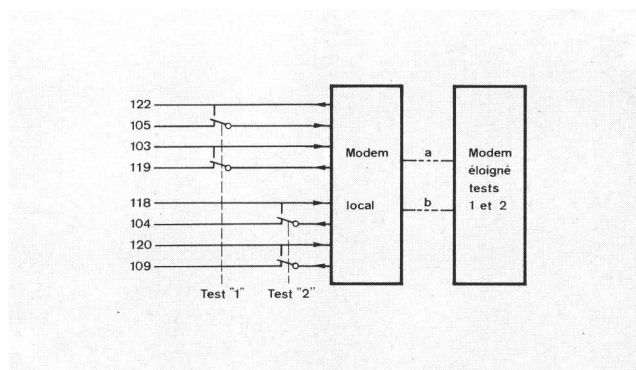 122
105
103
119
118
104
120
109
Test "1"
Test "2"
Modem
local
a
b
Modem
éloigné
tests
1 et 2